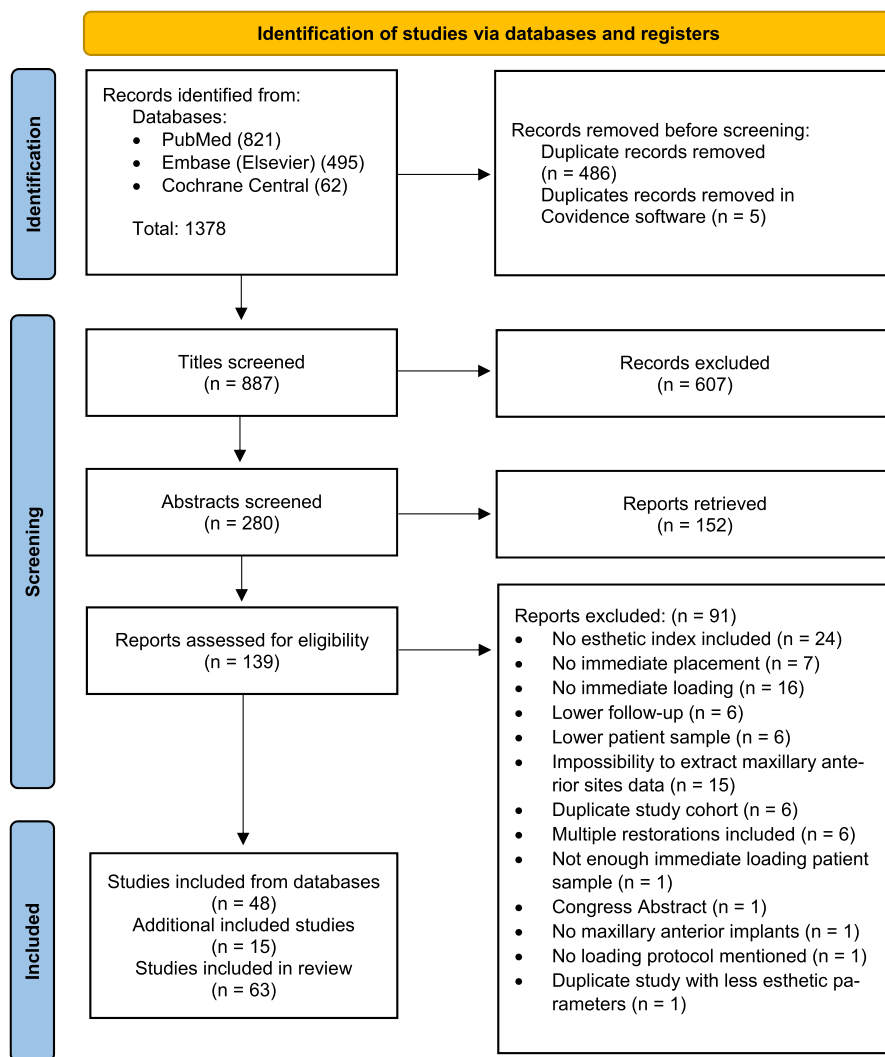 Identification of studies via databases and registers
Identification
Records identified from:
Databases:
• PubMed (821)
• Embase (Elsevier) (495)
• Cochrane Central (62)
Total: 1378
Records removed before screening:
Duplicate records removed
(n = 486)
Duplicates records removed in
Covidence software (n = 5)
Screening
Titles screened
(n = 887)
Records excluded
(n = 607)
Abstracts screened
(n = 280)
Reports retrieved
(n = 152)
Reports assessed for eligibility
(n = 139)
Reports excluded: (n = 91)
• No esthetic index included (n = 24)
• No immediate placement (n = 7)
• No immediate loading (n = 16)
• Lower follow-up (n = 6)
• Lower patient sample (n = 6)
• Impossibility to extract maxillary ante-
rior sites data (n = 15)
• Duplicate study cohort (n = 6)
• Multiple restorations included (n = 6)
• Not enough immediate loading patient
sample (n = 1)
• Congress Abstract (n = 1)
• No maxillary anterior implants (n = 1)
• No loading protocol mentioned (n = 1)
• Duplicate study with less esthetic pa-
rameters (n = 1)
Included
Studies included from databases
(n = 48)
Additional included studies
(n = 15)
Studies included in review
(n = 63)